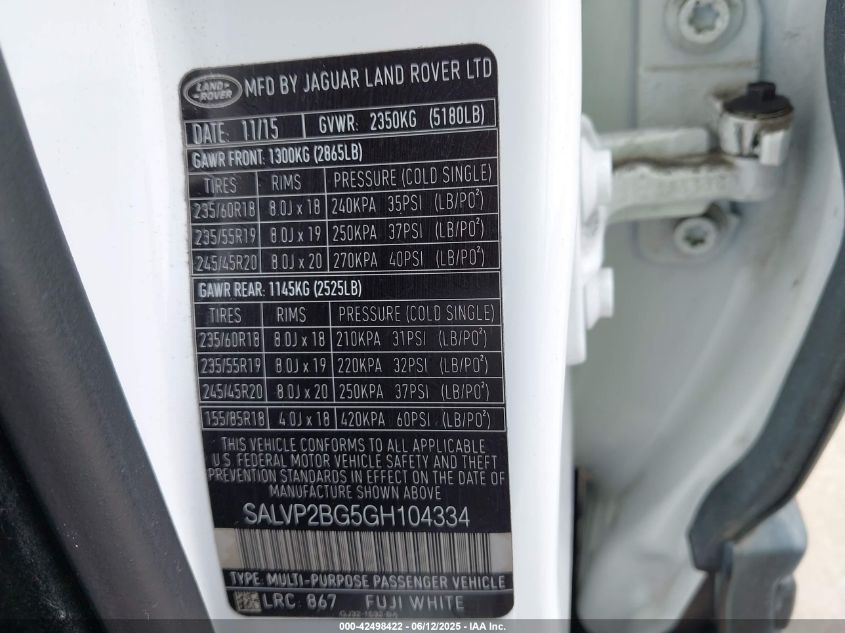 LAND
ROVER
MFD BY JAGUAR LAND ROVER LTD
DATE: 11/15 GVWR: 2350KG (5180LB)
GAWR FRONT: 1300KG (2865LB)
TIRES RIMS PRESSURE (COLD SINGLE)
235/60R18 8.0J x 18 240KPA 35PSI (LB/PO²)
235/55R19 8.0J x 19 250KPA 37PSI (LB/PO²)
245/45R20 8.0J x 20 270KPA 40PSI (LB/PO²)
GAWR REAR: 1145KG (2525LB)
TIRES RIMS PRESSURE (COLD SINGLE)
235/60R18 8.0J x 18 210KPA 31PSI (LB/PO²)
235/55R19 8.0J x 19 220KPA 32PSI (LB/PO²)
245/45R20 8.0J x 20 250KPA 37PSI (LB/PO²)
155/85R18 4.0J x 18 420KPA 60PSI (LB/PO²)
THIS VEHICLE CONFORMS TO ALL APPLICABLE
U.S. FEDERAL MOTOR VEHICLE SAFETY AND THEFT
PREVENTION STANDARDS IN EFFECT ON THE DATE OF
MANUFACTURE SHOWN ABOVE
SALVP2BG5GH104334
TYPE: MULTI-PURPOSE PASSENGER VEHICLE
LRC 867 FUJI WHITE
000-42498422 - 06/12/2025 - IAA Inc.